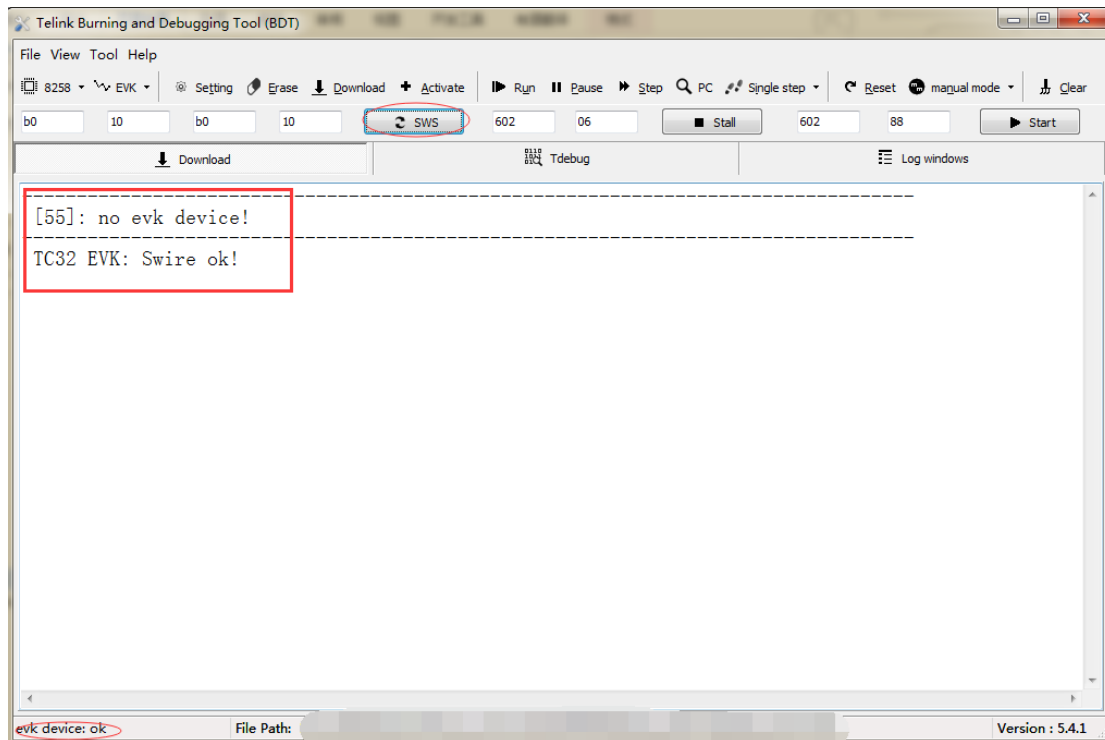 Telink Burning and Debugging Tool (BDT)
File View Tool Help
8258 EVK Setting Erase Download Activate Run Pause Step PC Single step Reset manual mode Clear
b0 10 b0 10 SWS 602 06 Stall 602 88 Start
Download Tdebug Log windows
[55]: no evk device!
TC32 EVK: Swire ok!
evk device: ok File Path: Version : 5.4.1